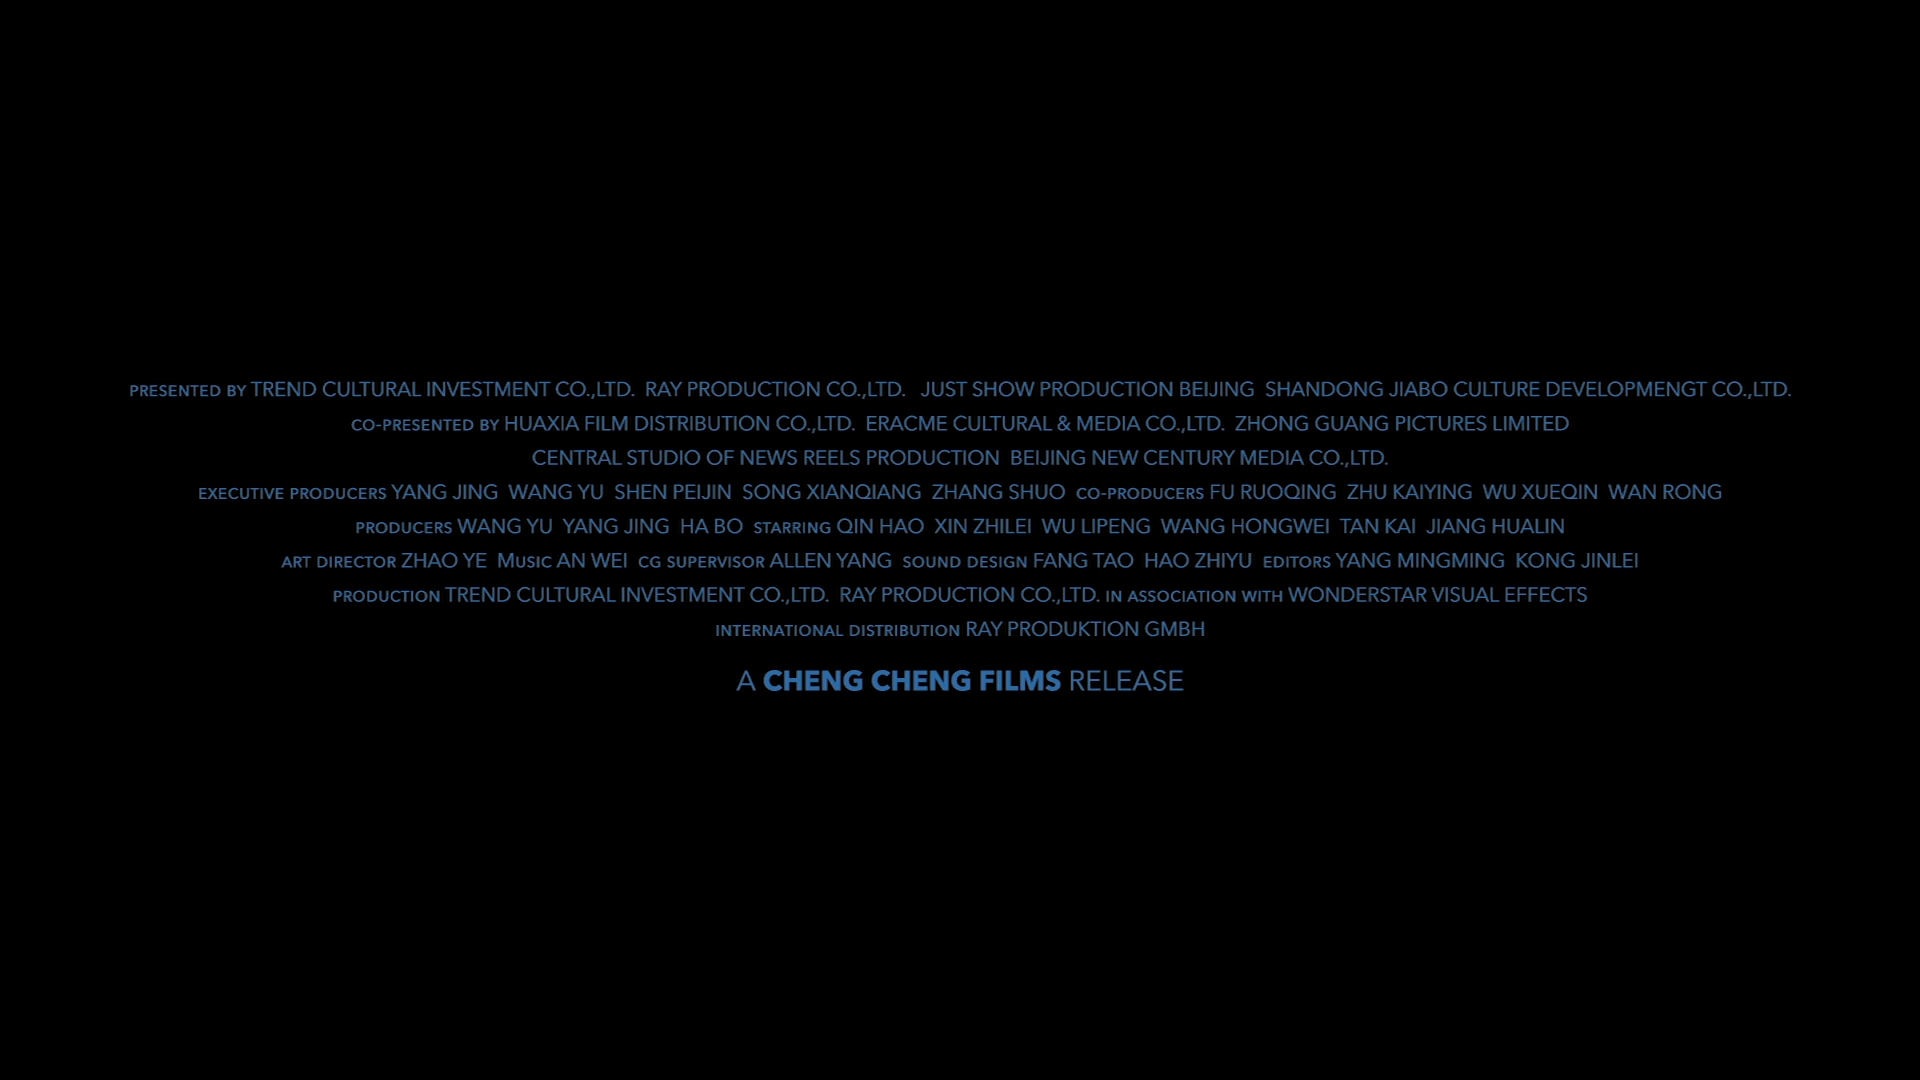 PRESENTED BY TREND CULTURAL INVESTMENT CO.,LTD. RAY PRODUCTION CO.,LTD. JUST SHOW PRODUCTION BEIJING SHANDONG JIABO CULTURE DEVELOPMENGT CO.,LTD.
CO-PRESENTED BY HUAXIA FILM DISTRIBUTION CO.,LTD. ERACME CULTURAL & MEDIA CO.,LTD. ZHONG GUANG PICTURES LIMITED
CENTRAL STUDIO OF NEWS REELS PRODUCTION BEIJING NEW CENTURY MEDIA CO.,LTD.
EXECUTIVE PRODUCERS YANG JING WANG YU SHEN PEIJIN SONG XIANQIANG ZHANG SHUO CO-PRODUCERS FU RUOQING ZHU KAIYING WU XUEQIN WAN RONG
PRODUCERS WANG YU YANG JING HA BO STARRING QIN HAO XIN ZHILEI WU LIPENG WANG HONGWEI TAN KAI JIANG HUALIN
ART DIRECTOR ZHAO YE MUSIC AN WEI CG SUPERVISOR ALLEN YANG SOUND DESIGN FANG TAO HAO ZHIYU EDITORS YANG MINGMING KONG JINLEI
PRODUCTION TREND CULTURAL INVESTMENT CO.,LTD. RAY PRODUCTION CO.,LTD. IN ASSOCIATION WITH WONDERSTAR VISUAL EFFECTS
INTERNATIONAL DISTRIBUTION RAY PRODUKTION GMBH
A CHENG CHENG FILMS RELEASE